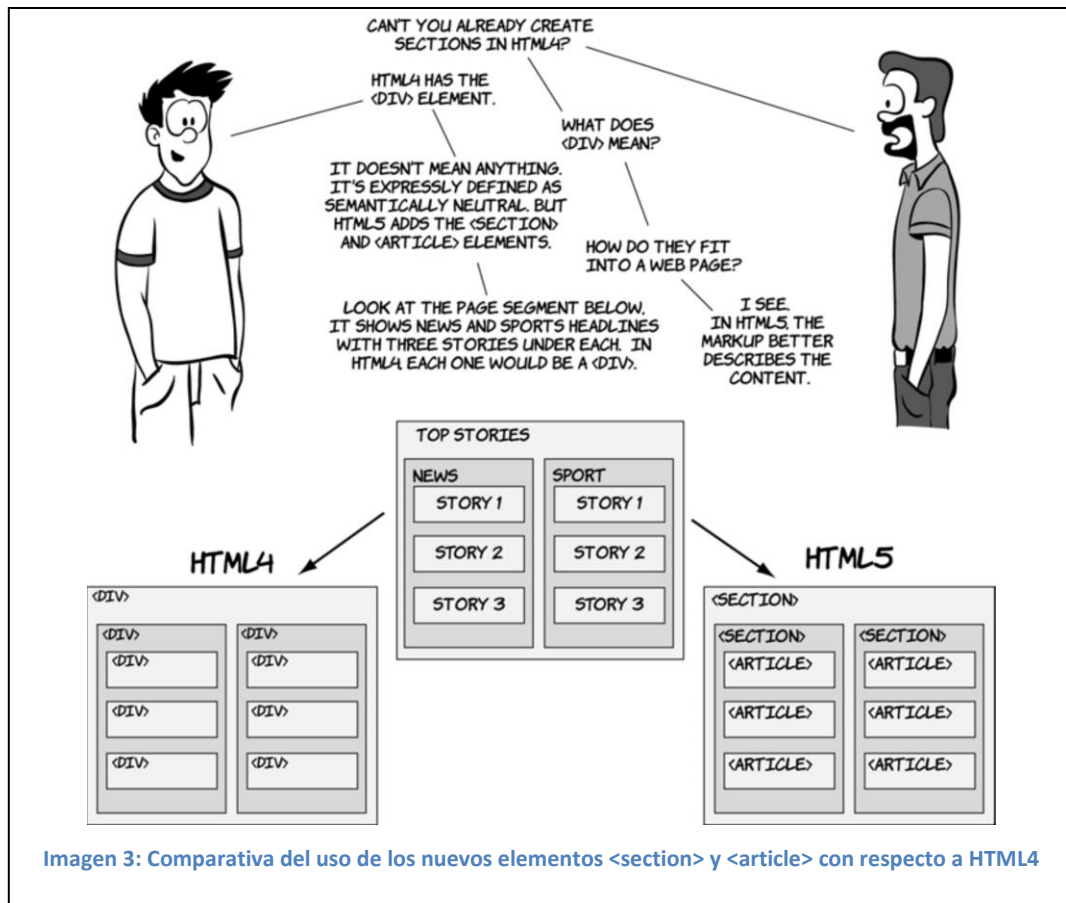 CAN'T YOU ALREADY CREATE
SECTIONS IN HTML4?
HTML4 HAS THE
<DIV> ELEMENT.
WHAT DOES
<DIV> MEAN?
IT DOESN'T MEAN ANYTHING.
IT'S EXPRESSLY DEFINED AS
SEMANTICALLY NEUTRAL. BUT
HTML5 ADDS THE <SECTION>
AND <ARTICLE> ELEMENTS.
HOW DO THEY FIT
INTO A WEB PAGE?
LOOK AT THE PAGE SEGMENT BELOW.
IT SHOWS NEWS AND SPORTS HEADLINES
WITH THREE STORIES UNDER EACH. IN
HTML4, EACH ONE WOULD BE A <DIV>.
I SEE.
IN HTML5, THE
MARKUP BETTER
DESCRIBES THE
CONTENT.
TOP STORIES
NEWS
STORY 1
STORY 2
STORY 3
SPORT
STORY 1
STORY 2
STORY 3
HTML4
<DIV>
<DIV>
<DIV>
<DIV>
<DIV>
<DIV>
<DIV>
<DIV>
<DIV>
HTML5
<SECTION>
<SECTION>
<ARTICLE>
<ARTICLE>
<ARTICLE>
<SECTION>
<ARTICLE>
<ARTICLE>
<ARTICLE>
Imagen 3: Comparativa del uso de los nuevos elementos <section> y <article> con respecto a HTML4